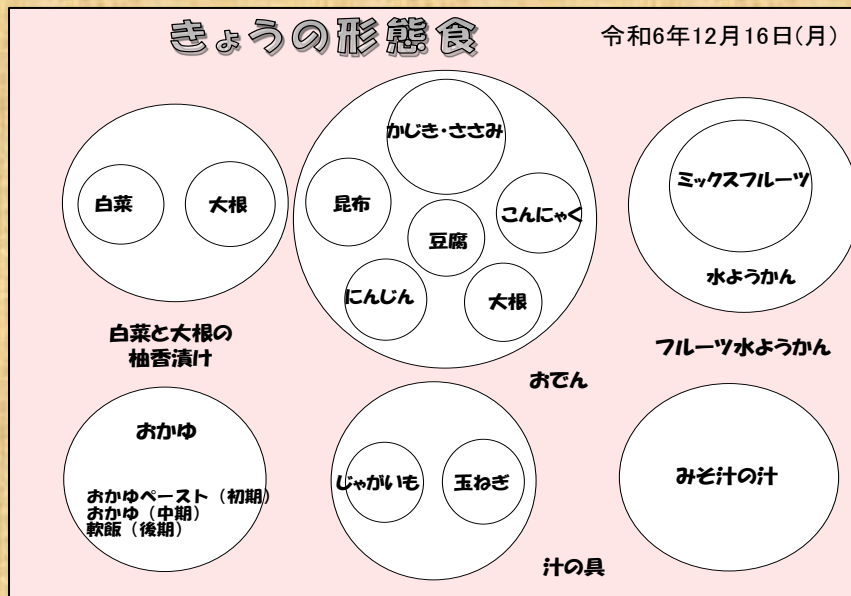 きょうの形態食
令和6年12月16日(月)
白菜
大根
白菜と大根の
柚香漬け
かじき・ささみ
昆布
こんにゃく
豆腐
にんじん
大根
おでん
ミックスフルーツ
水ようかん
フルーツ水ようかん
おかゆ
おかゆペースト（初期）
おかゆ（中期）
軟飯（後期）
じゃがいも
玉ねぎ
汁の具
みそ汁の汁